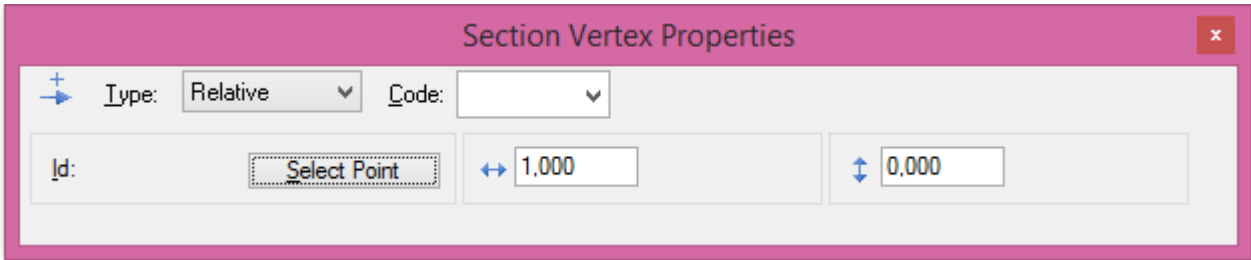 Section Vertex Properties x
Type: Relative Code:
Id: Select Point 1,000 0,000